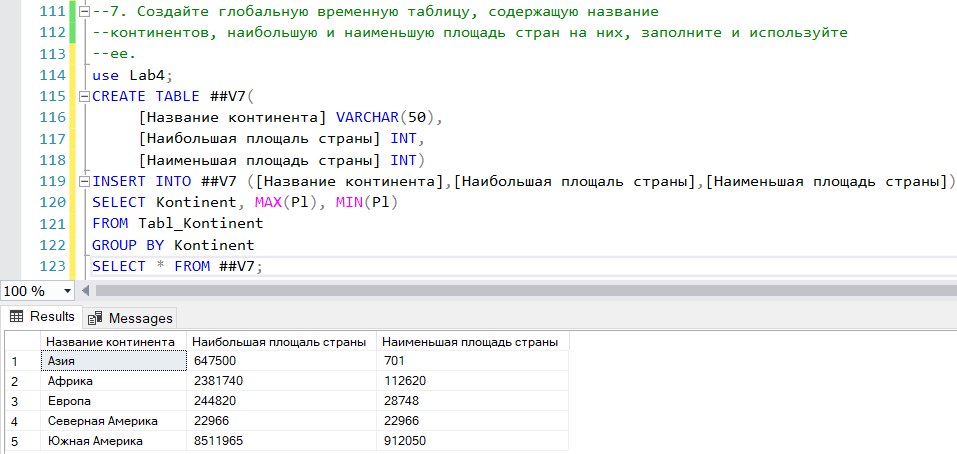 111 --7. Создайте глобальную временную таблицу, содержащую название
112 --континентов, наибольшую и наименьшую площадь стран на них, заполните и используйте
113 --ее.
114 use Lab4;
115 CREATE TABLE ##V7(
116 [Название континента] VARCHAR(50),
117 [Наибольшая площаль страны] INT,
118 [Наименьшая площадь страны] INT)
119 INSERT INTO ##V7 ([Название континента],[Наибольшая площаль страны],[Наименьшая площадь страны])
120 SELECT Kontinent, MAX(Pl), MIN(Pl)
121 FROM Tabl_Kontinent
122 GROUP BY Kontinent
123 SELECT * FROM ##V7;
100 %
Results Messages
Название континента Наибольшая площаль страны Наименьшая площадь страны
1 Азия 647500 701
2 Африка 2381740 112620
3 Европа 244820 28748
4 Северная Америка 22966 22966
5 Южная Америка 8511965 912050